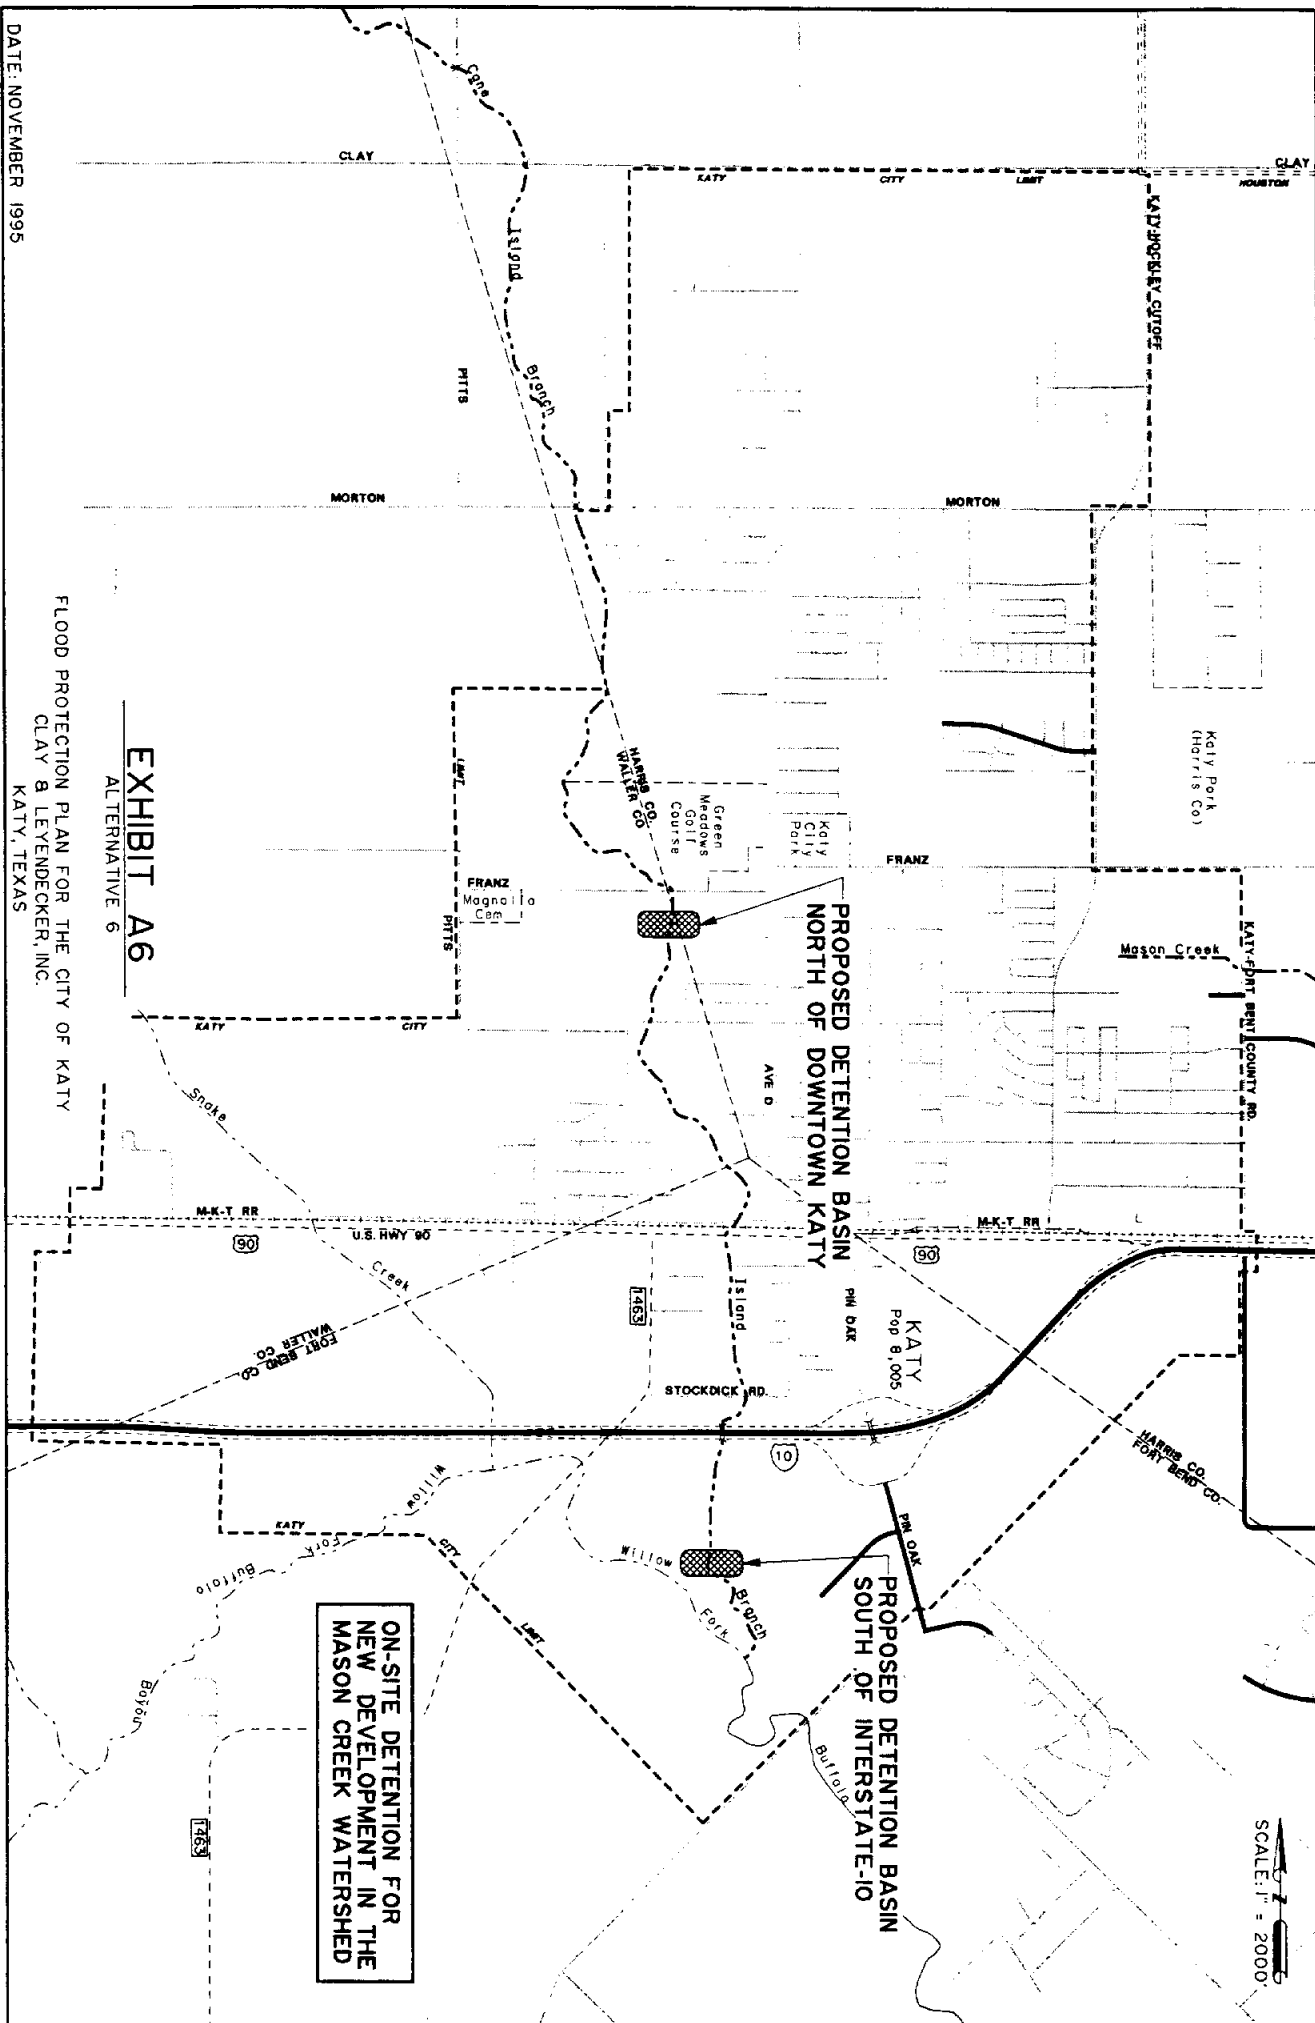 CLAY
HOUSTON
KATY-HOCKLEY CUTOFF
LIMIT
CITY
KATY
CLAY
Cane
Island
Branch
PITTS
MORTON
MORTON
Katy Park
(Harris Co)
HARRIS CO.
WALLER CO
Green
Meadows
Golf
Course
Katy
City
Park
FRANZ
FRANZ
Magnolia
Cem
PITTS
LIMIT
CITY
KATY
PROPOSED DETENTION BASIN
NORTH OF DOWNTOWN KATY
Mason Creek
KATY-FORT BENT COUNTY RD.
AVE D
Snake
Creek
M-K-T RR
M-K-T RR
U.S. HWY 90
90
90
1463
Island
PIN OAK
KATY
Pop 8,005
STOCKDICK RD.
FORT BEND CO
WALLER CO.
HARRIS CO.
FORY BEND CO.
10
PIN OAK
Willow
Fork
Buffalo
Bayou
KATY
CITY
LIMIT
Willow
Fork
Branch
Buffalo
PROPOSED DETENTION BASIN
SOUTH OF INTERSTATE-10
1463
ON-SITE DETENTION FOR
NEW DEVELOPMENT IN THE
MASON CREEK WATERSHED
N
SCALE: 1" = 2000'
EXHIBIT A6
ALTERNATIVE 6
FLOOD PROTECTION PLAN FOR THE CITY OF KATY
CLAY & LEYENDECKER, INC.
KATY, TEXAS
DATE: NOVEMBER 1995